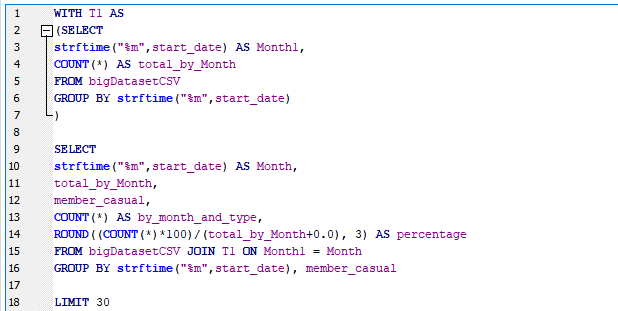 1 WITH T1 AS
2 (SELECT
3 strftime("%m",start_date) AS Month1,
4 COUNT(*) AS total_by_Month
5 FROM bigDatasetCSV
6 GROUP BY strftime("%m",start_date)
7 )
8
9 SELECT
10 strftime("%m",start_date) AS Month,
11 total_by_Month,
12 member_casual,
13 COUNT(*) AS by_month_and_type,
14 ROUND((COUNT(*)*100)/(total_by_Month+0.0), 3) AS percentage
15 FROM bigDatasetCSV JOIN T1 ON Month1 = Month
16 GROUP BY strftime("%m",start_date), member_casual
17
18 LIMIT 30